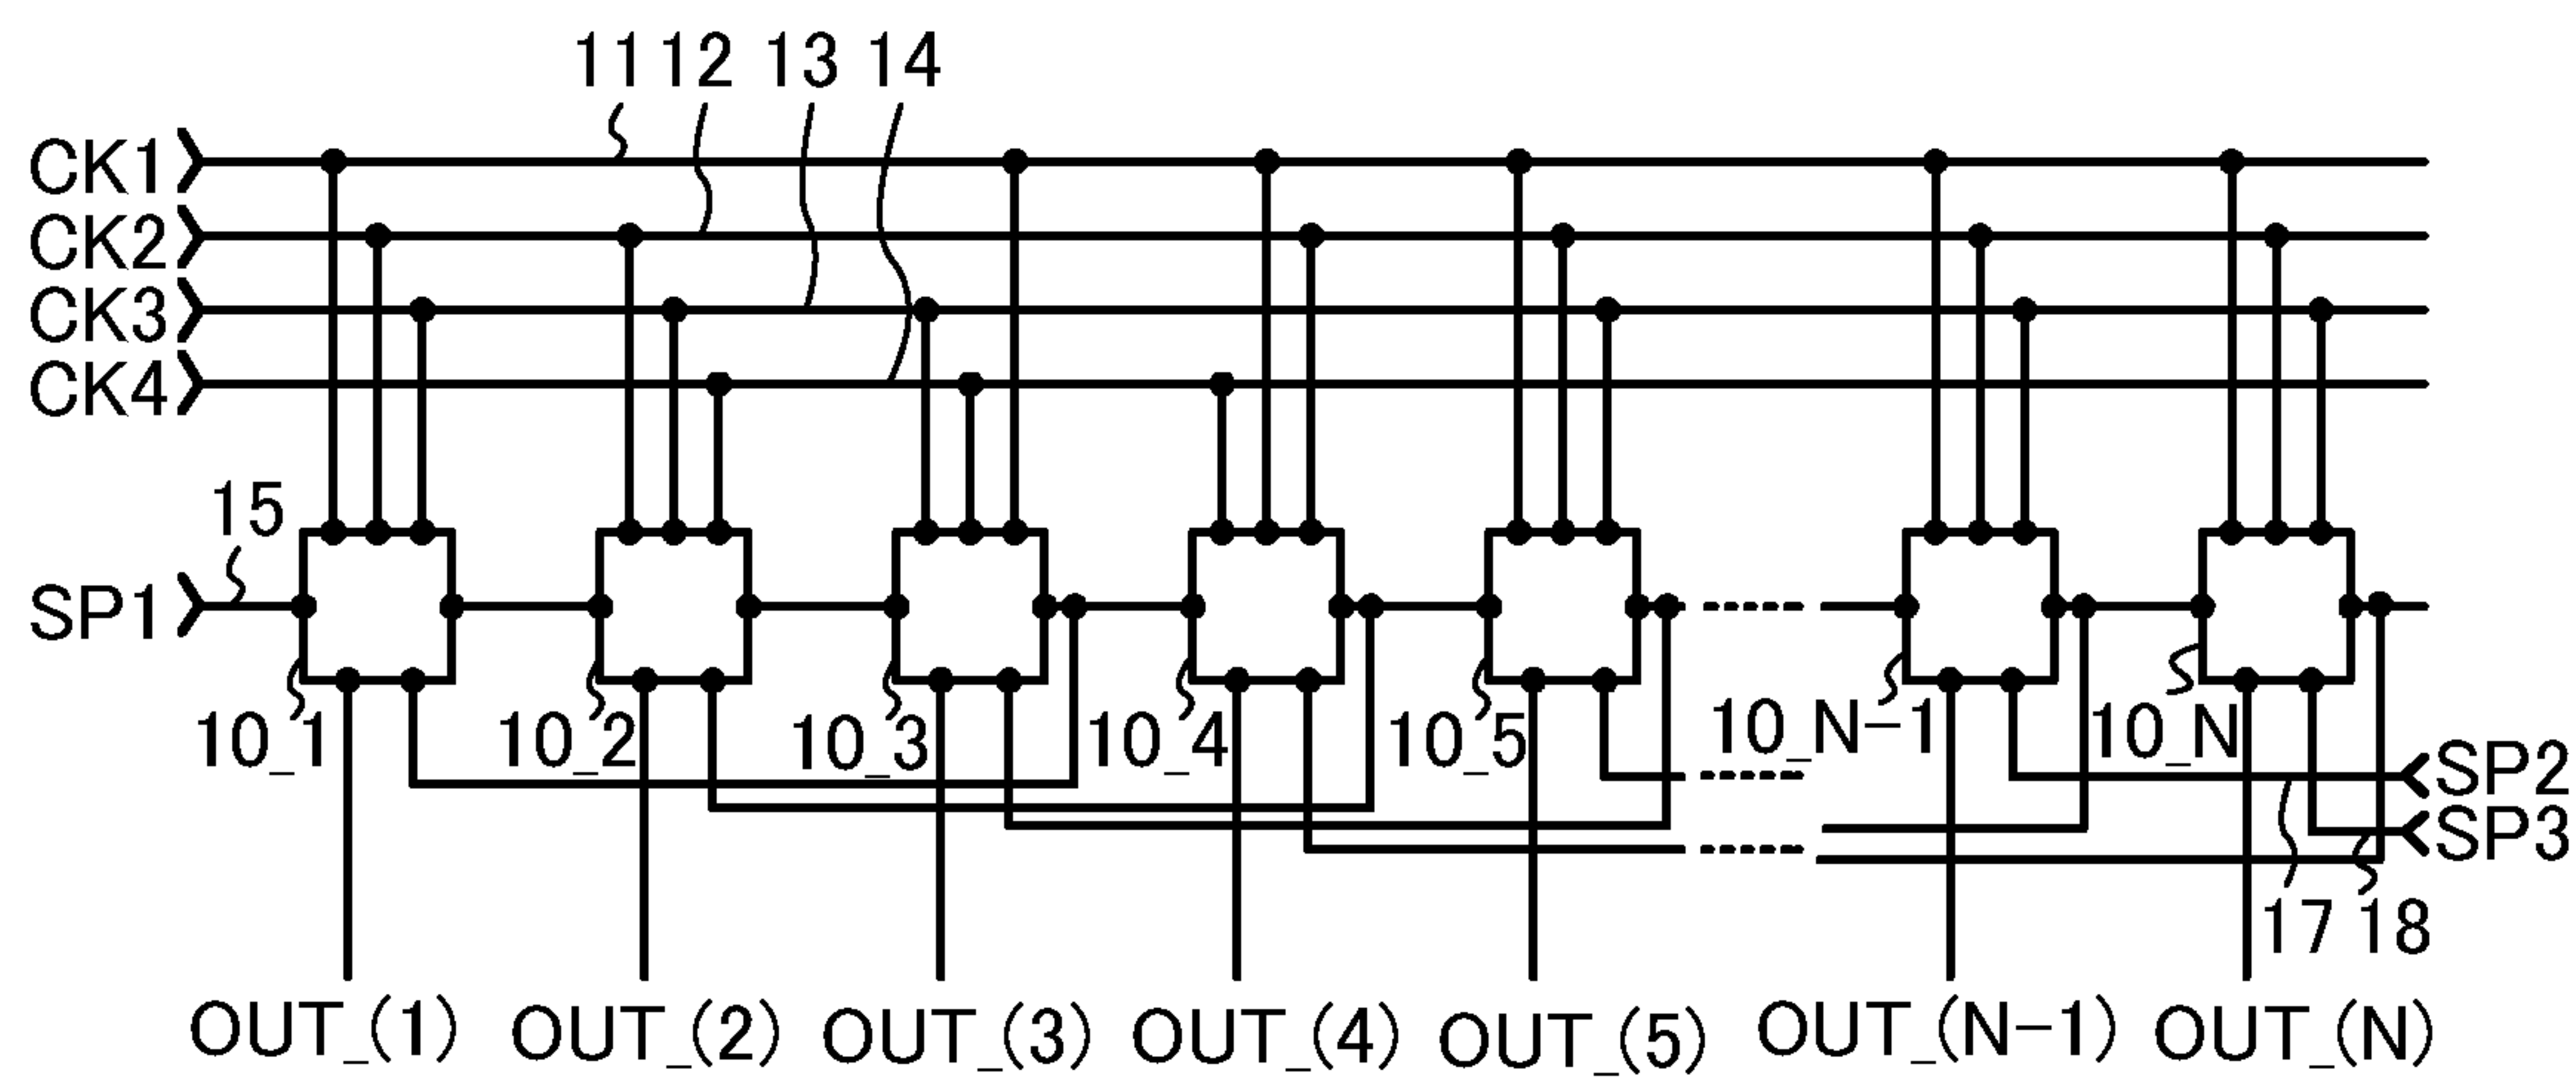 11 12 13 14
CK1
CK2
CK3
CK4
15
SP1
10_1 10_2 10_3 10_4 10_5 10_N-1 10_N
SP2
SP3
17 18
OUT_(1) OUT_(2) OUT_(3) OUT_(4) OUT_(5) OUT_(N-1) OUT_(N)